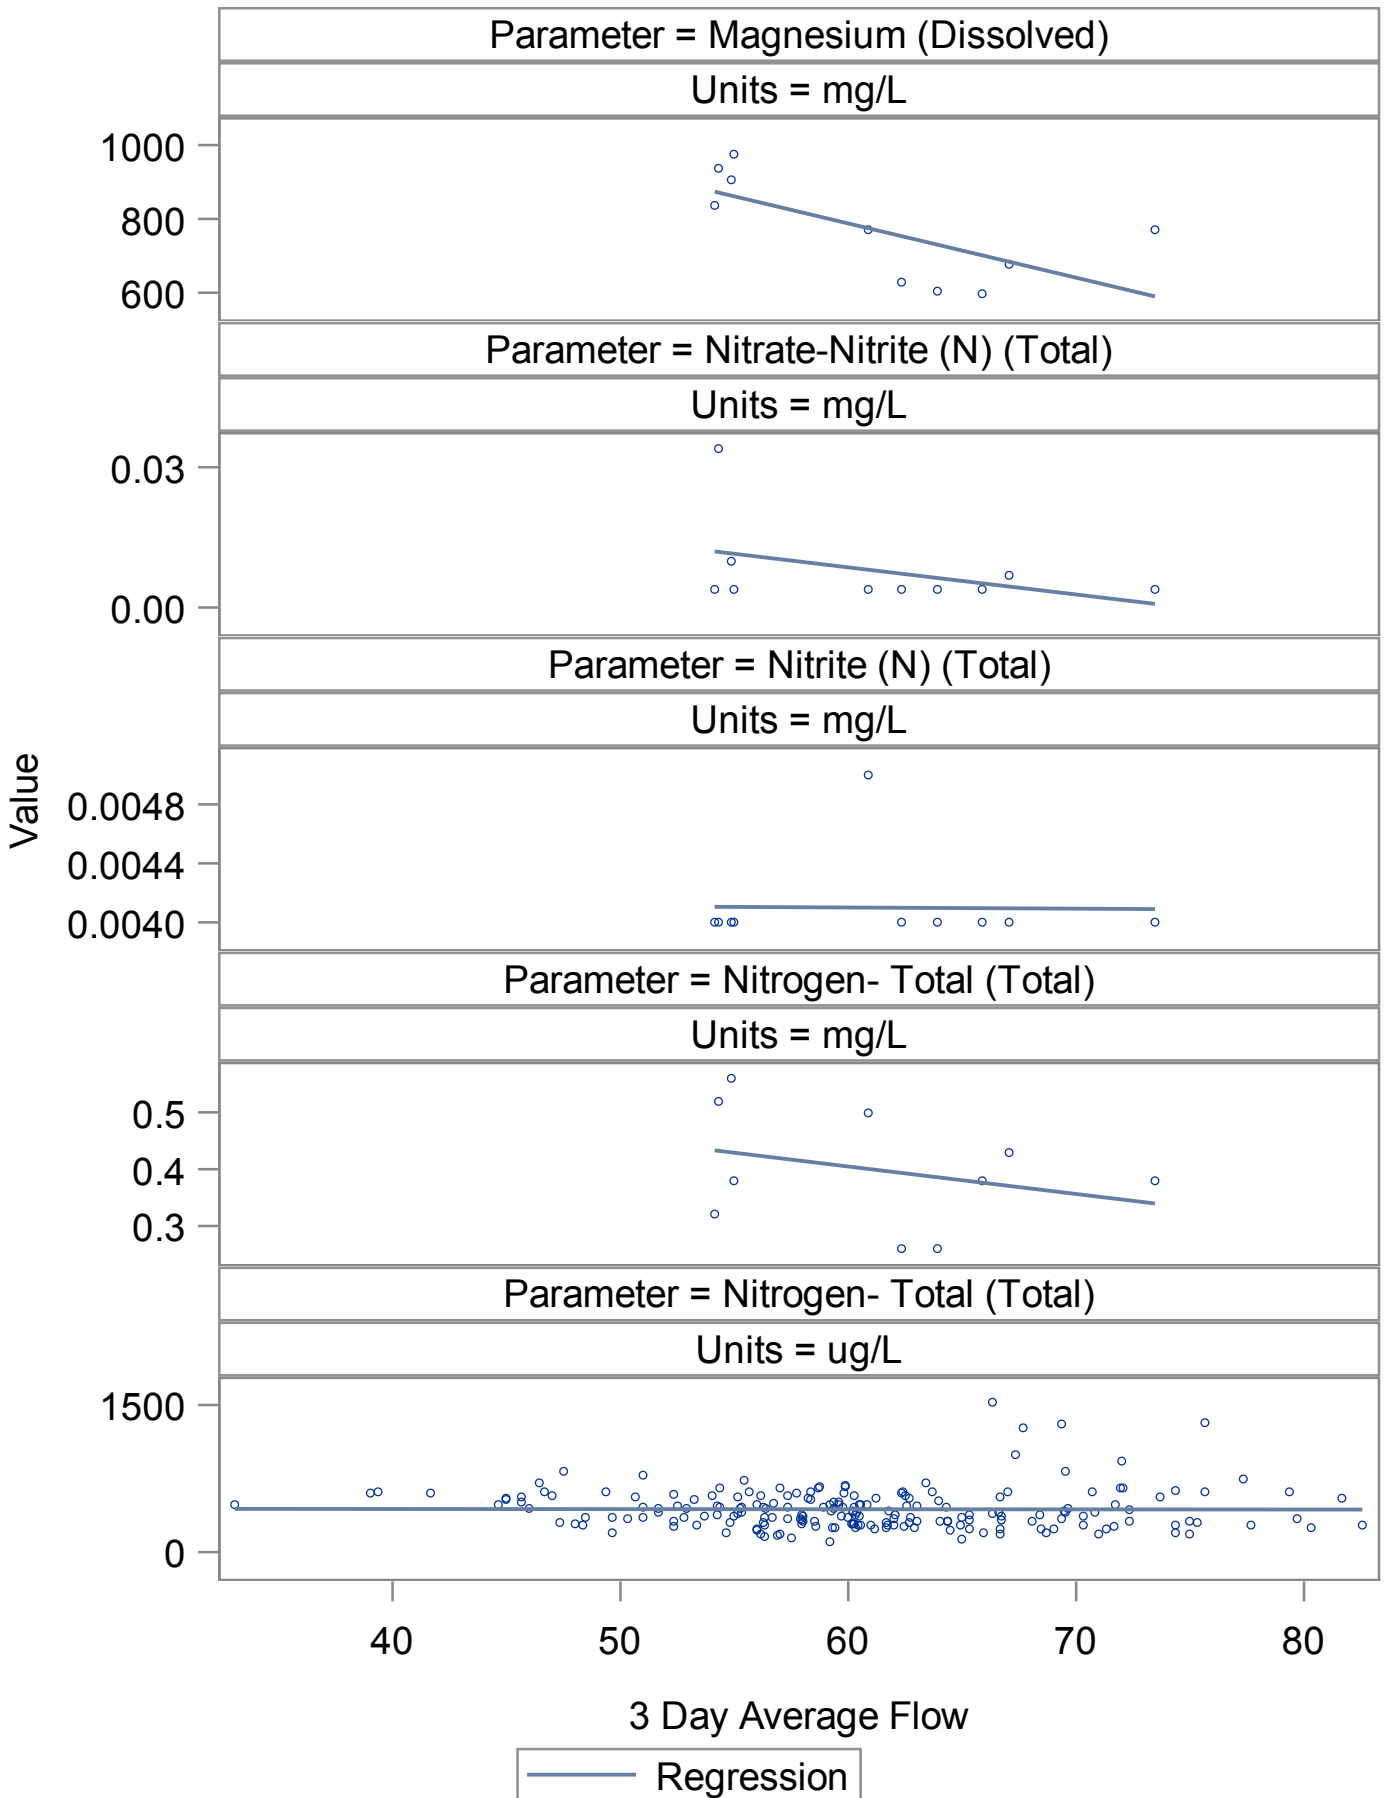 Parameter = Magnesium (Dissolved)
Units = mg/L
1000
800
600
Parameter = Nitrate-Nitrite (N) (Total)
Units = mg/L
0.03
0.00
Parameter = Nitrite (N) (Total)
Units = mg/L
Value
0.0048
0.0044
0.0040
Parameter = Nitrogen- Total (Total)
Units = mg/L
0.5
0.4
0.3
Parameter = Nitrogen- Total (Total)
Units = ug/L
1500
0
40 50 60 70 80
3 Day Average Flow
Regression